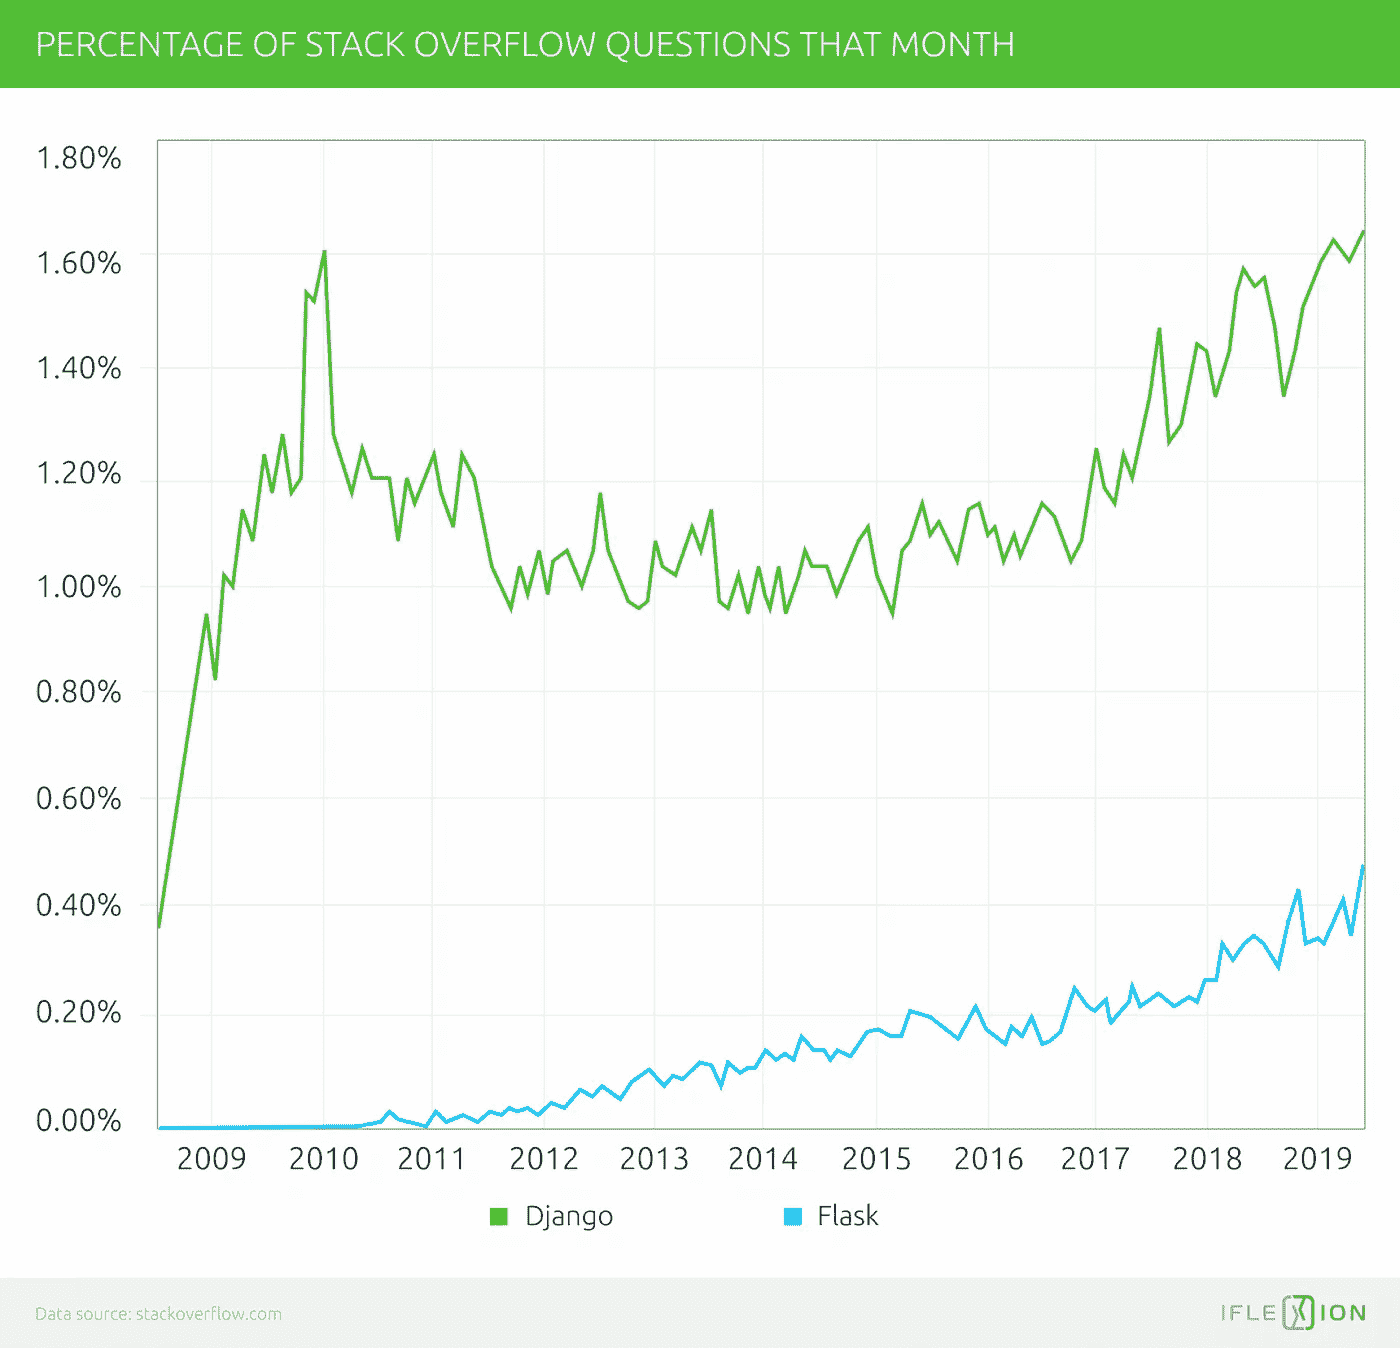 PERCENTAGE OF STACK OVERFLOW QUESTIONS THAT MONTH
1.80%
1.60%
1.40%
1.20%
1.00%
0.80%
0.60%
0.40%
0.20%
0.00%
2009 2010 2011 2012 2013 2014 2015 2016 2017 2018 2019
Django Flask
Data source: stackoverflow.com IFLEXION